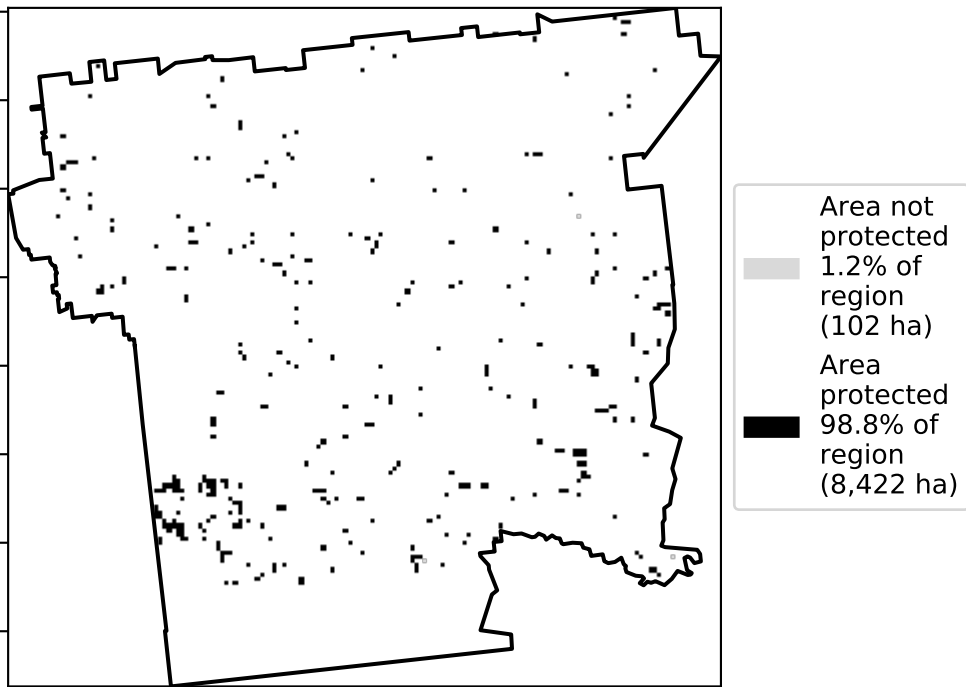 Area not
protected
1.2% of
region
(102 ha)
Area
protected
98.8% of
region
(8,422 ha)